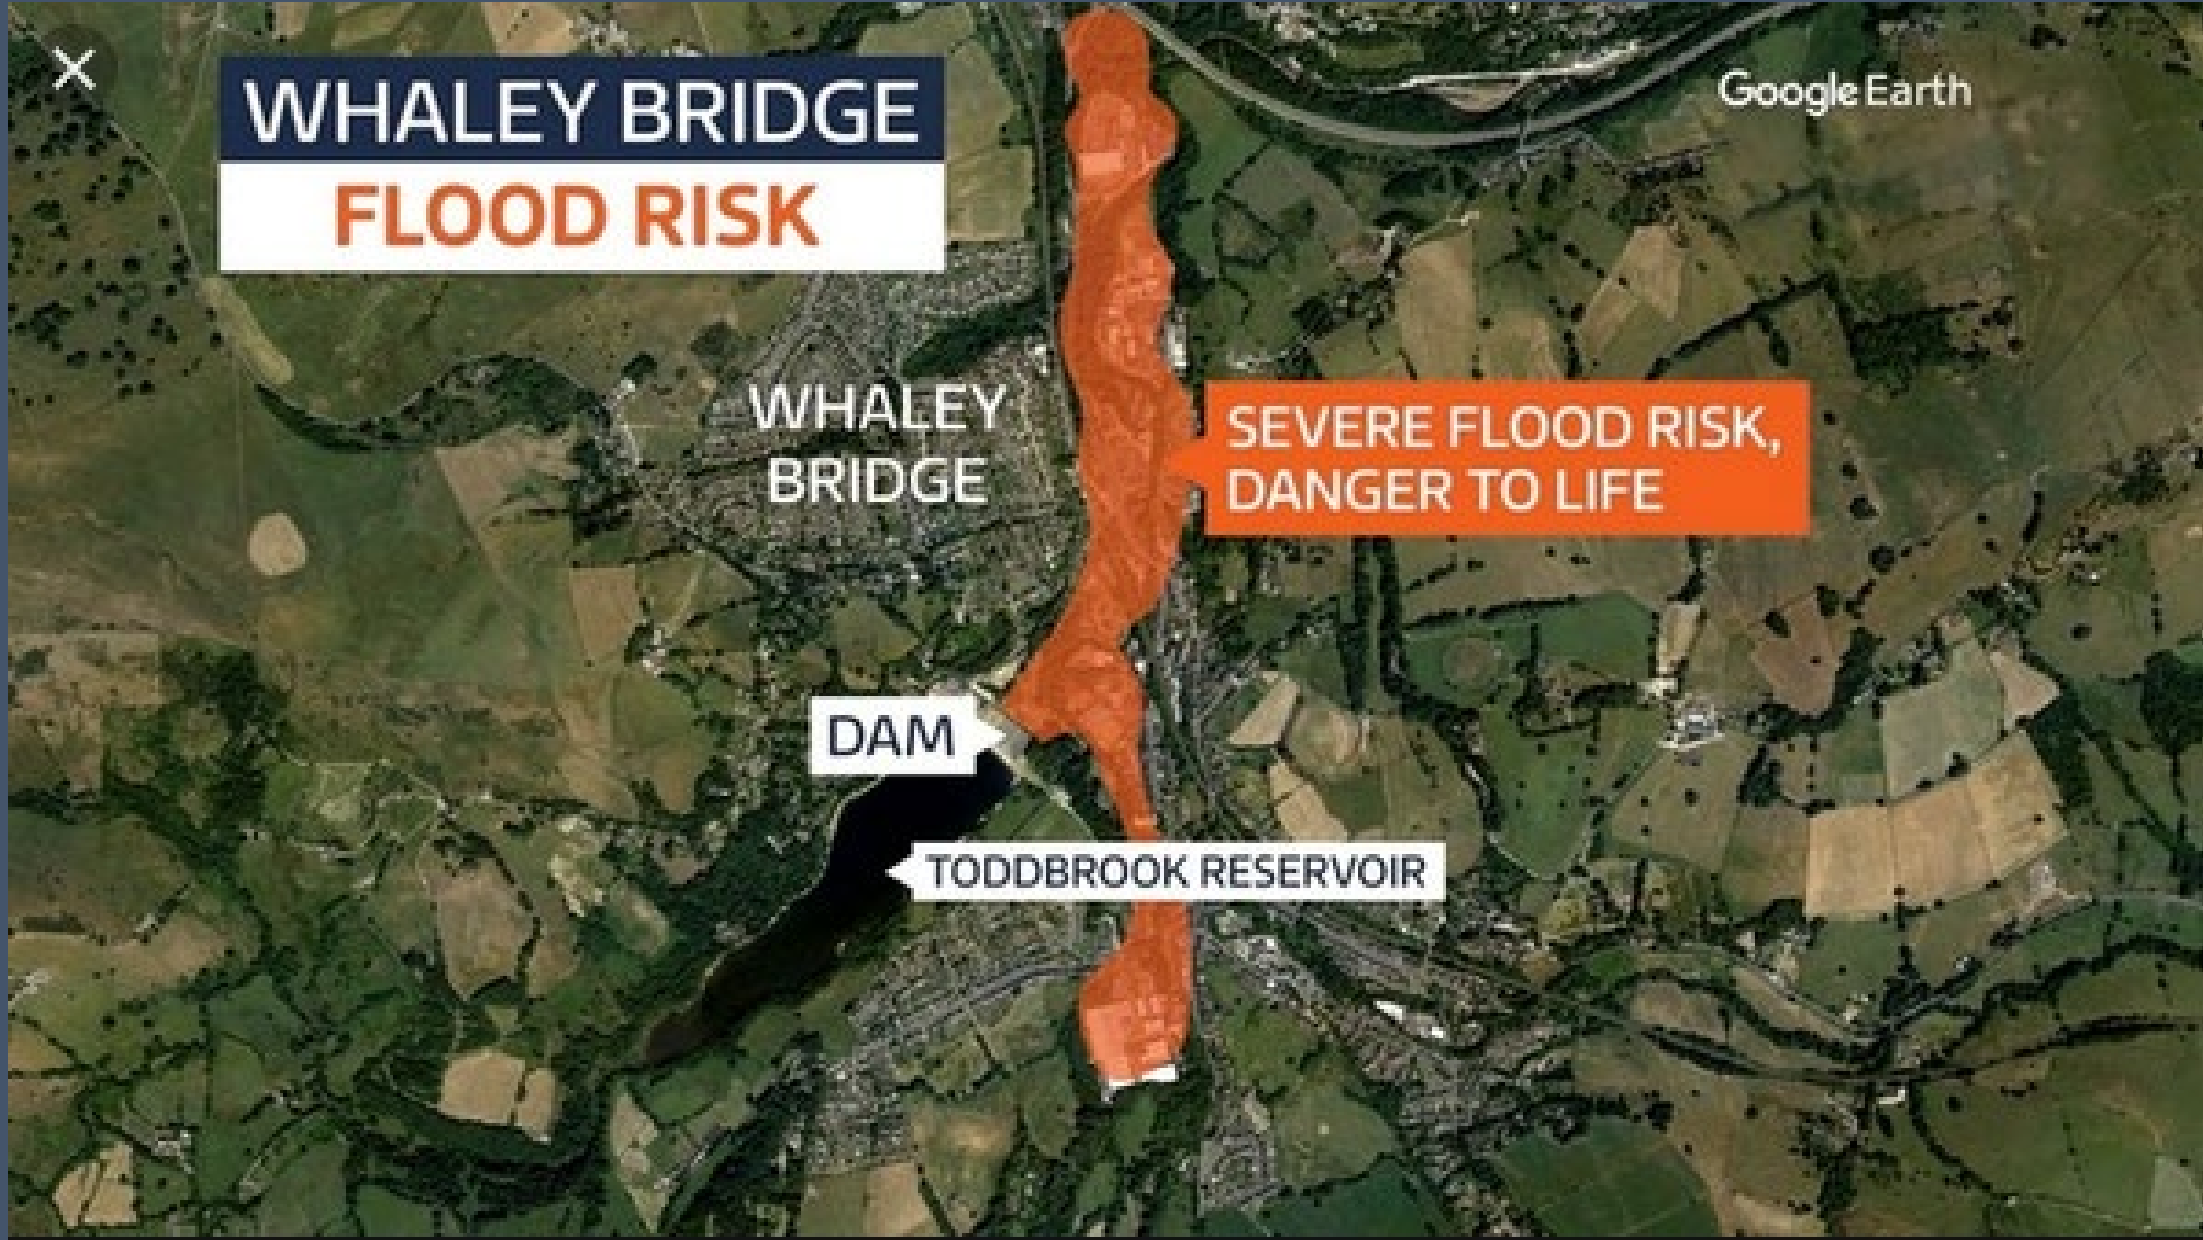 WHALEY BRIDGE
FLOOD RISK
Google Earth
WHALEY
BRIDGE
SEVERE FLOOD RISK,
DANGER TO LIFE
DAM
TODDBROOK RESERVOIR